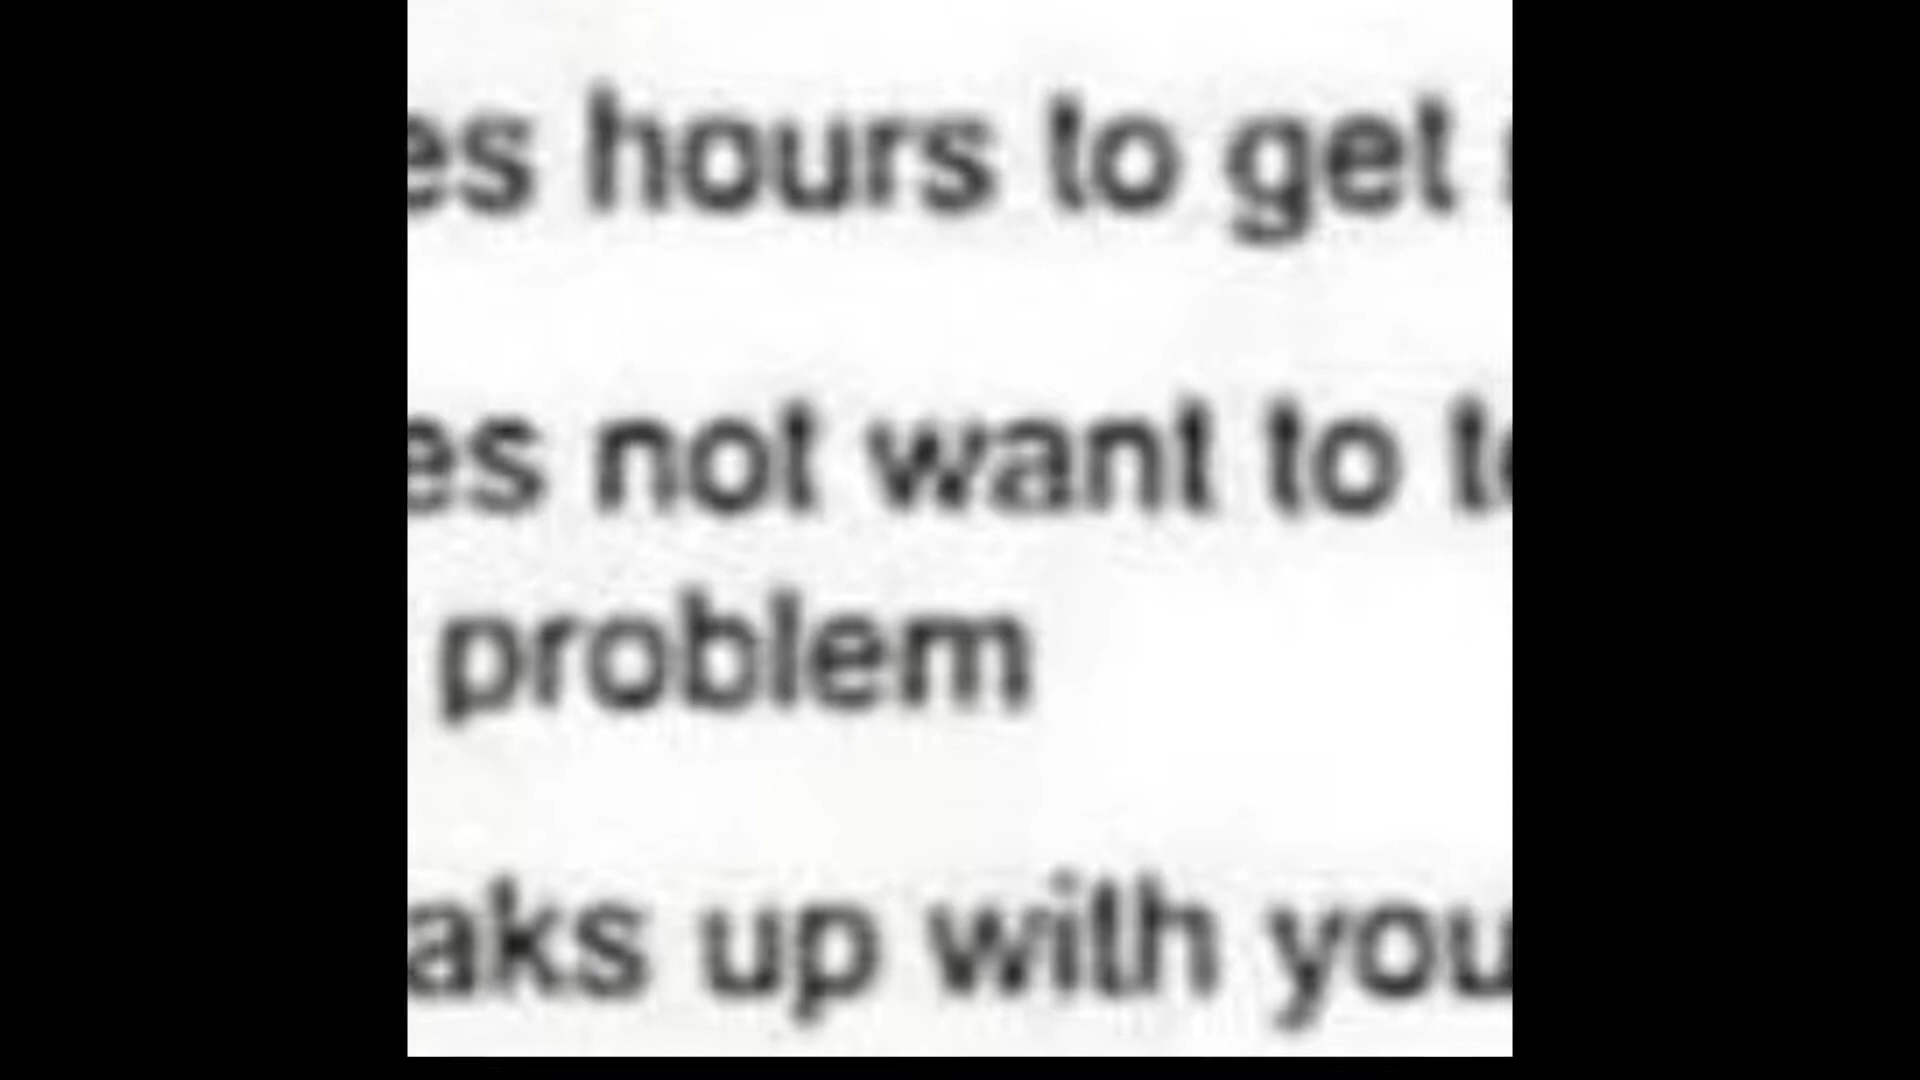 es hours to get
es not want to t
problem
aks up with you